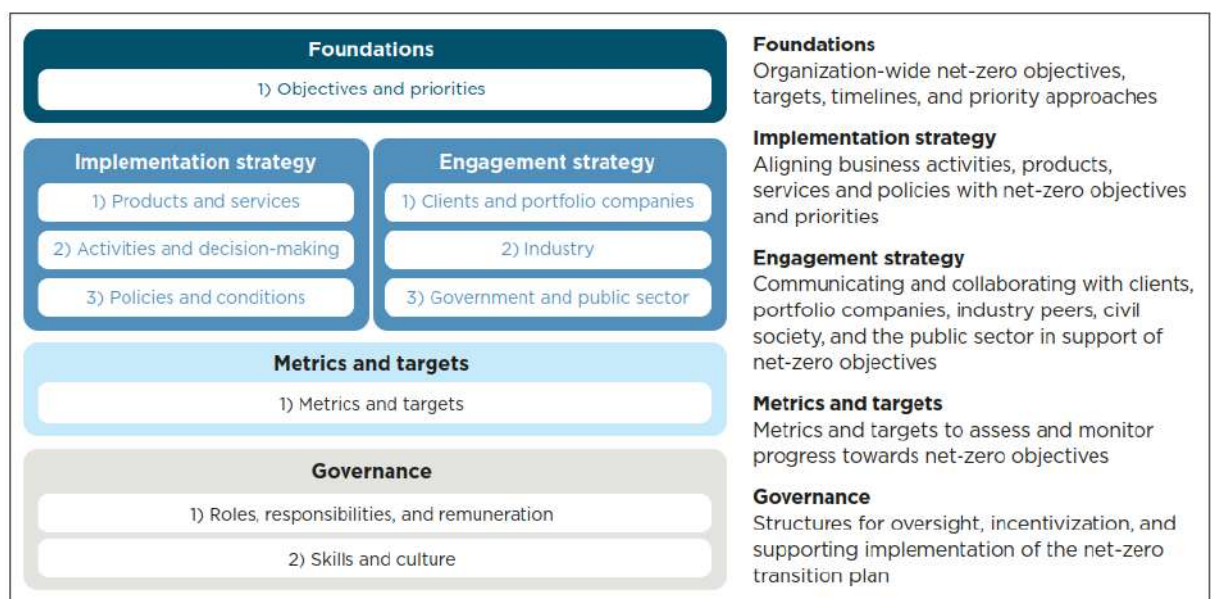 Foundations
1) Objectives and priorities
Implementation strategy
1) Products and services
2) Activities and decision-making
3) Policies and conditions
Engagement strategy
1) Clients and portfolio companies
2) Industry
3) Government and public sector
Metrics and targets
1) Metrics and targets
Governance
1) Roles, responsibilities, and remuneration
2) Skills and culture
Foundations
Organization-wide net-zero objectives,
targets, timelines, and priority approaches
Implementation strategy
Aligning business activities, products,
services and policies with net-zero objectives
and priorities
Engagement strategy
Communicating and collaborating with clients,
portfolio companies, industry peers, civil
society, and the public sector in support of
net-zero objectives
Metrics and targets
Metrics and targets to assess and monitor
progress towards net-zero objectives
Governance
Structures for oversight, incentivization, and
supporting implementation of the net-zero
transition plan